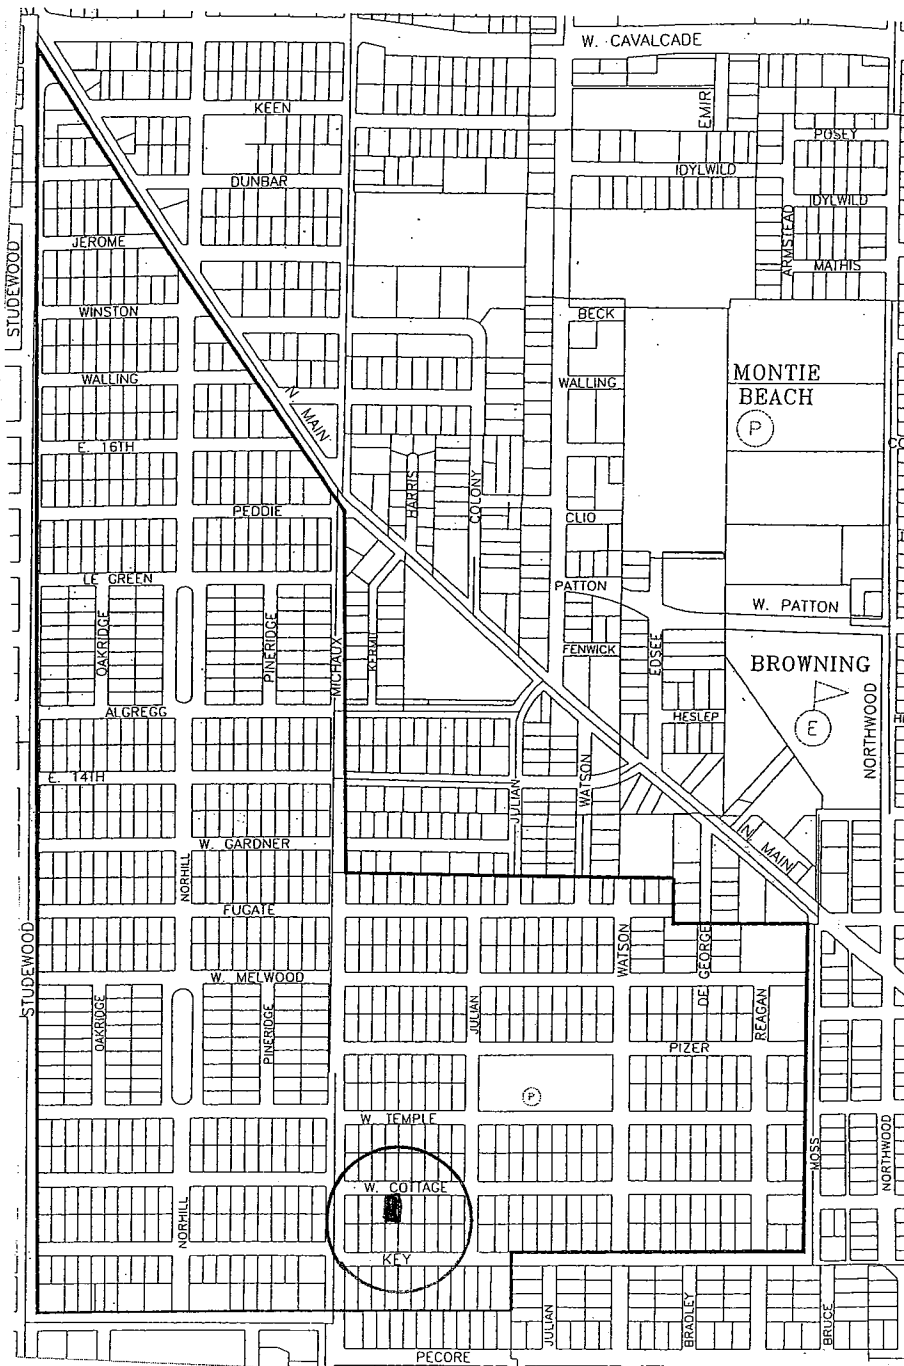 W. CAVALCADE
KEEN
EMIR
POSEY
IDYLWILD
DUNBAR
IDYLWILD
ARMSTEAD
JEROME
STUDEWOOD
MATHIS
WINSTON
BECK
WALLING
WALLING
MONTIE
BEACH
P
N. MAIN
E. 16TH
HARRIS
COLONY
PEDDIE
CLIO
LE GREEN
PATTON
W. PATTON
OAKRIDGE
PINERIDGE
MICHAUX
KERMIT
FENWICK
EDSEE
BROWNING
E
NORTHWOOD
ALGREGG
HESLEP
E. 14TH
JULIAN
WATSON
N. MAIN
W. GARDNER
NORHILL
FUGATE
STUDEWOOD
WATSON
DE GEORGE
W. MELWOOD
OAKRIDGE
PINERIDGE
JULIAN
REAGAN
PIZER
P
W. TEMPLE
MOSS
NORTHWOOD
W. COTTAGE
NORHILL
KEY
JULIAN
BRADLEY
BRUCE
PECORE